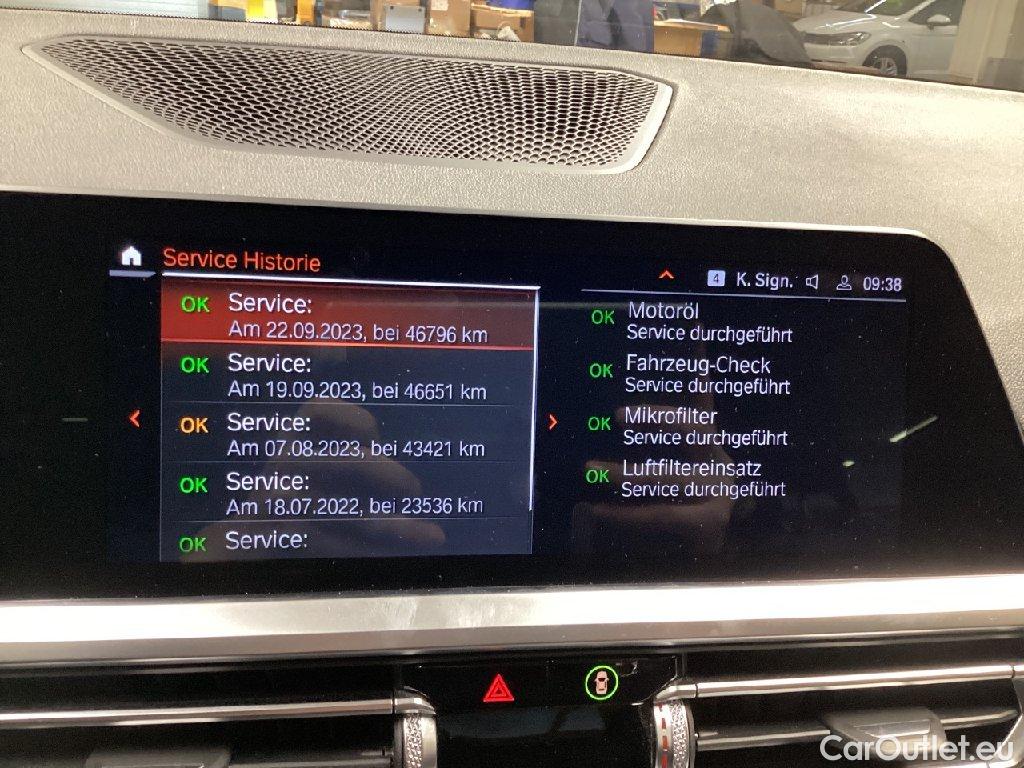 Service Historie
4 K. Sign. 09:38
OK Service:
Am 22.09.2023, bei 46796 km
OK Service:
Am 19.09.2023, bei 46651 km
OK Service:
Am 07.08.2023, bei 43421 km
OK Service:
Am 18.07.2022, bei 23536 km
OK Service:
OK Motoröl
Service durchgeführt
OK Fahrzeug-Check
Service durchgeführt
OK Mikrofilter
Service durchgeführt
OK Luftfiltereinsatz
Service durchgeführt
CarOutlet.eu